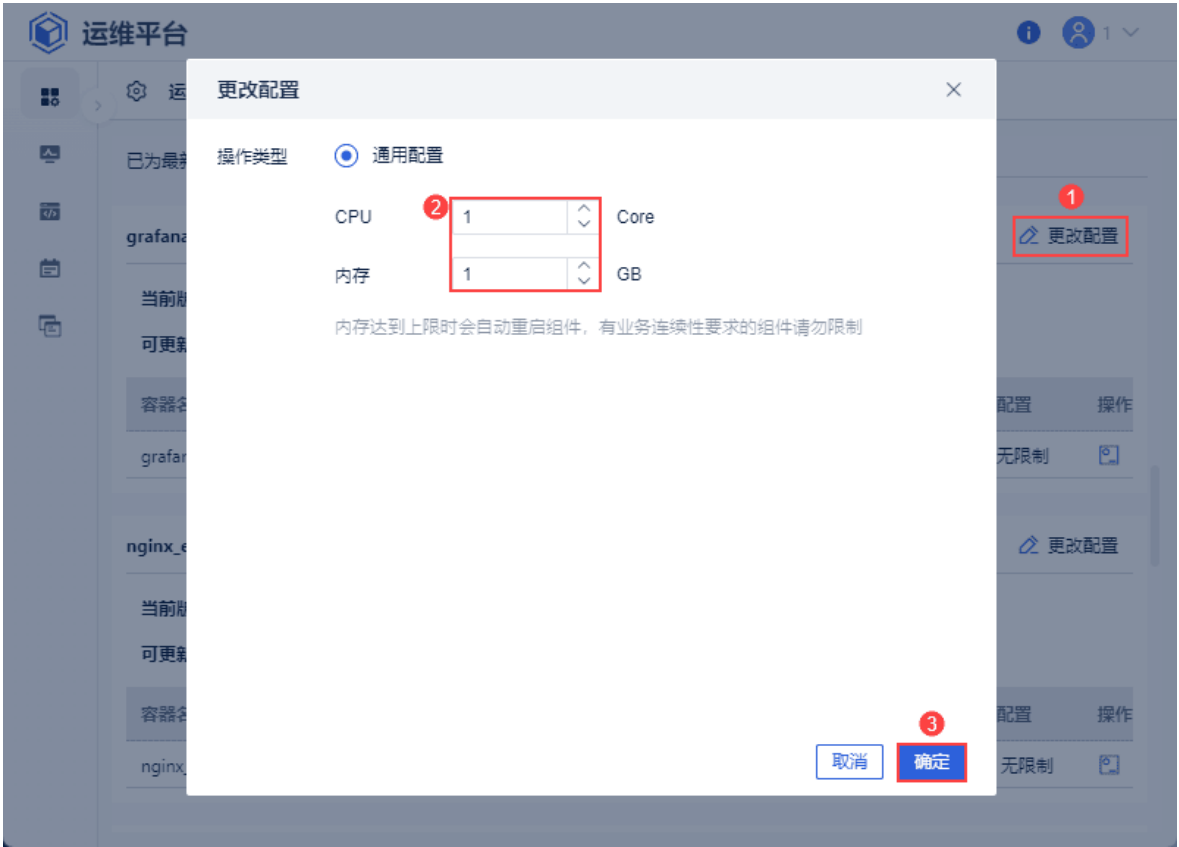 运维平台
1
更改配置
运
已为最新
操作类型 通用配置
CPU 2 1 Core
1
grafana 更改配置
内存 1 GB
当前版
内存达到上限时会自动重启组件，有业务连续性要求的组件请勿限制
可更新
容器名 配置 操作
grafan 无限制
nginx_e 更改配置
当前版
可更新
容器名 配置 操作
3
取消 确定
nginx_ 无限制